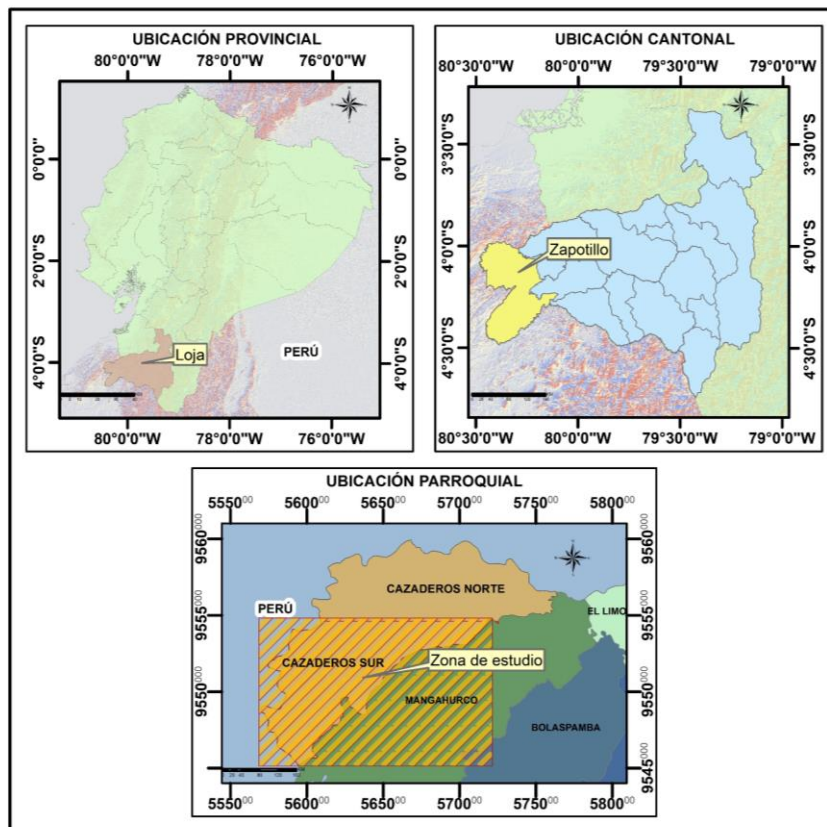 UBICACIÓN PROVINCIAL
80°0'0"W 78°0'0"W 76°0'0"W
0°0'0"
2°0'0"S
4°0'0"S
Loja
PERÚ
0°0'0"
2°0'0"S
4°0'0"S
80°0'0"W 78°0'0"W 76°0'0"W
UBICACIÓN CANTONAL
80°30'0"W 80°0'0"W 79°30'0"W 79°0'0"W
3°30'0"S
4°0'0"S
4°30'0"S
Zapotillo
3°30'0"S
4°0'0"S
4°30'0"S
80°30'0"W 80°0'0"W 79°30'0"W 79°0'0"W
UBICACIÓN PARROQUIAL
555000 560000 565000 570000 575000 580000
9560000
9555000
9550000
9545000
CAZADEROS NORTE
PERÚ
EL LIMO
CAZADEROS SUR
Zona de estudio
MANGAHURCO
BOLASPAMBA
9560000
9555000
9550000
9545000
555000 560000 565000 570000 575000 580000